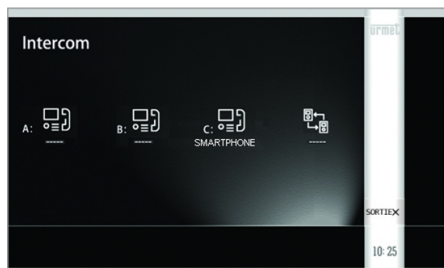 urmet
Intercom
A: -----
B: -----
C: SMARTPHONE
-----
SORTIE X
10: 25